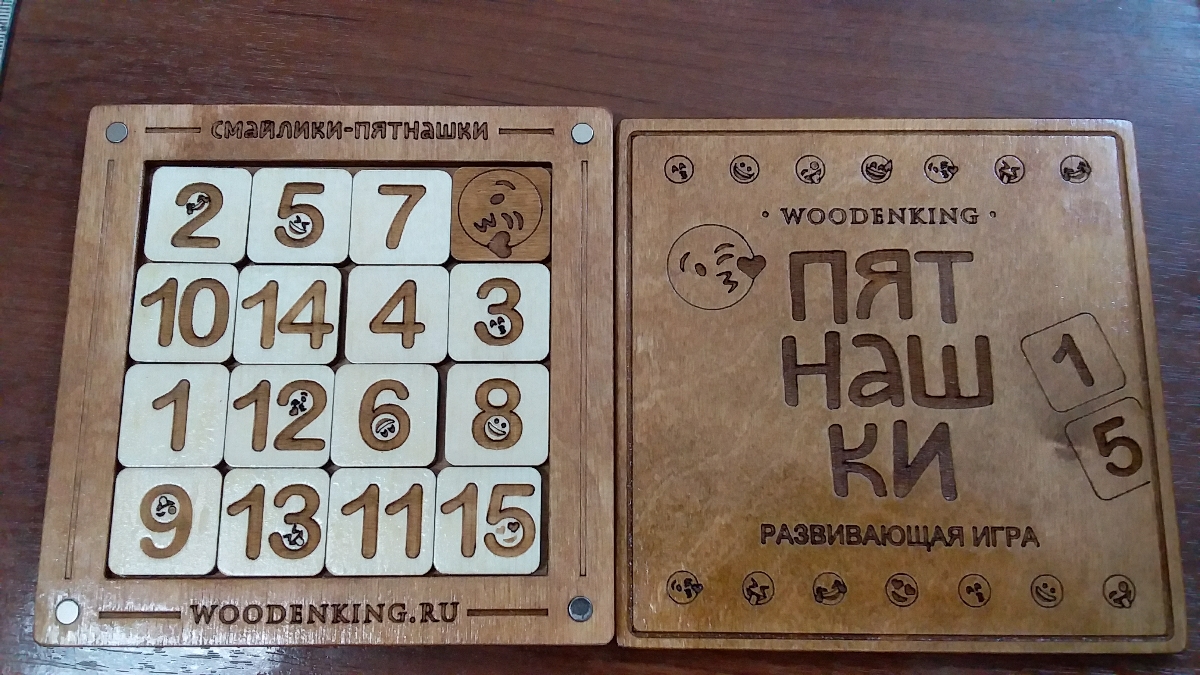 СМАЙЛИКИ-ПЯТНАШКИ
2 5 7
10 14 4 3
1 12 6 8
9 13 11 15
WOODENKING.RU
· WOODENKING ·
ПЯТ
НАШ
КИ
1
5
РАЗВИВАЮЩАЯ ИГРА